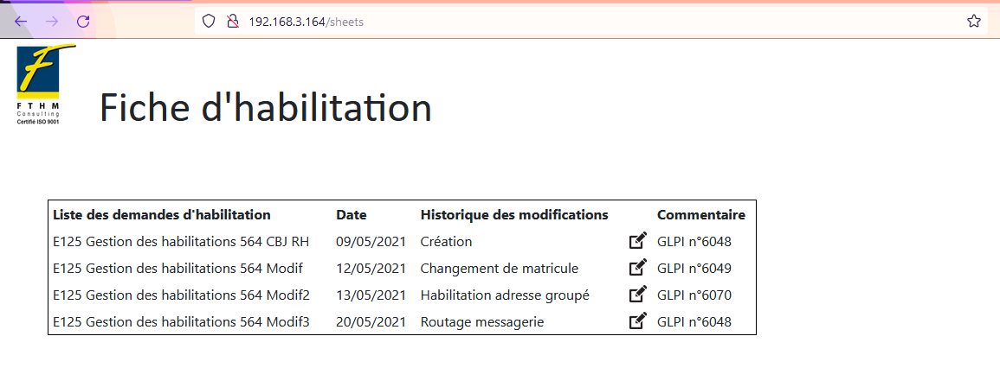 192.168.3.164/sheets
F T H M
Consulting
Certifié ISO 9001
Fiche d'habilitation
Liste des demandes d'habilitation Date Historique des modifications Commentaire
E125 Gestion des habilitations 564 CBJ RH 09/05/2021 Création GLPI n°6048
E125 Gestion des habilitations 564 Modif 12/05/2021 Changement de matricule GLPI n°6049
E125 Gestion des habilitations 564 Modif2 13/05/2021 Habilitation adresse groupé GLPI n°6070
E125 Gestion des habilitations 564 Modif3 20/05/2021 Routage messagerie GLPI n°6048